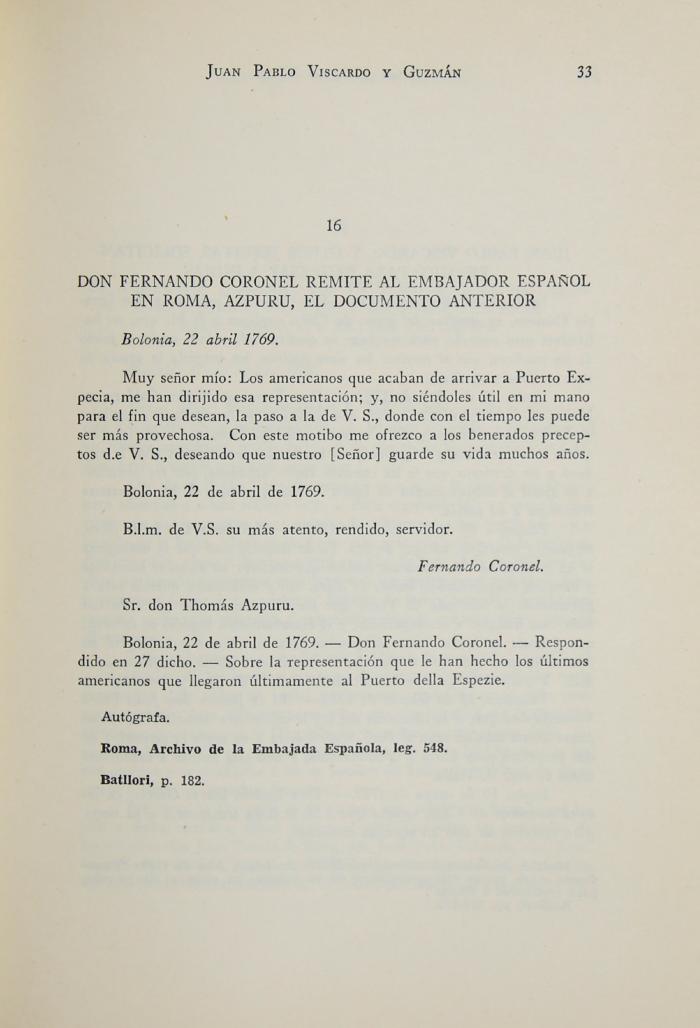 Juan Pablo Viscardo y Guzmán 33
16
DON FERNANDO CORONEL REMITE AL EMBAJADOR ESPAÑOL
EN ROMA, AZPURU, EL DOCUMENTO ANTERIOR
Bolonia, 22 abril 1769.
Muy señor mío: Los americanos que acaban de arrivar a Puerto Ex-
pecia, me han dirijido esa representación; y, no siéndoles útil en mi mano
para el fin que desean, la paso a la de V. S., donde con el tiempo les puede
ser más provechosa. Con este motibo me ofrezco a los benerados precep-
tos d.e V. S., deseando que nuestro [Señor] guarde su vida muchos años.
Bolonia, 22 de abril de 1769.
B.l.m. de V.S. su más atento, rendido, servidor.
Fernando Coronel.
Sr. don Thomás Azpuru.
Bolonia, 22 de abril de 1769. — Don Fernando Coronel. — Respon-
dido en 27 dicho. — Sobre la representación que le han hecho los últimos
americanos que llegaron últimamente al Puerto della Espezie.
Autógrafa.
Roma, Archivo de la Embajada Española, leg. 548.
Batllori, p. 182.